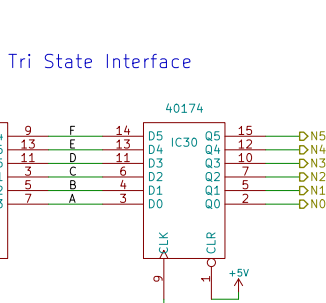 Tri State Interface
40174
IC30
9 F 14 D5 Q5 15 N5
13 E 13 D4 Q4 12 N4
11 D 11 D3 Q3 10 N3
3 C 6 D2 Q2 7 N2
5 B 4 D1 Q1 5 N1
7 A 3 D0 Q0 2 N0
CLK CLR
9 1 +5V